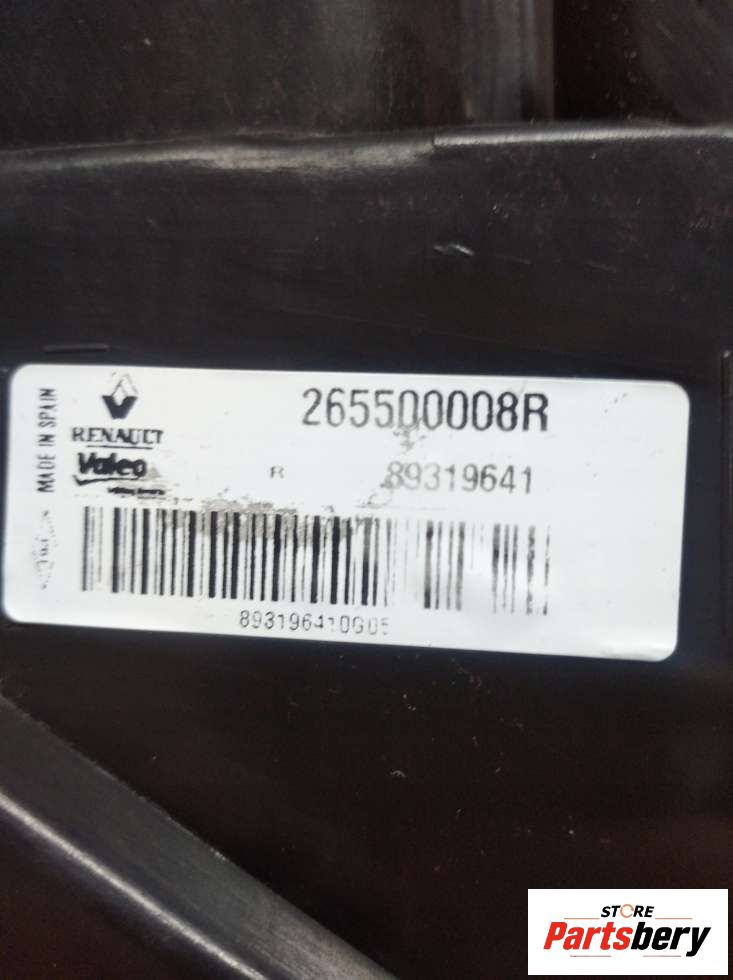 MADE IN SPAIN
RENAULT
265500008R
Valeo
R
89319641
893196410G05
STORE
Partsbery